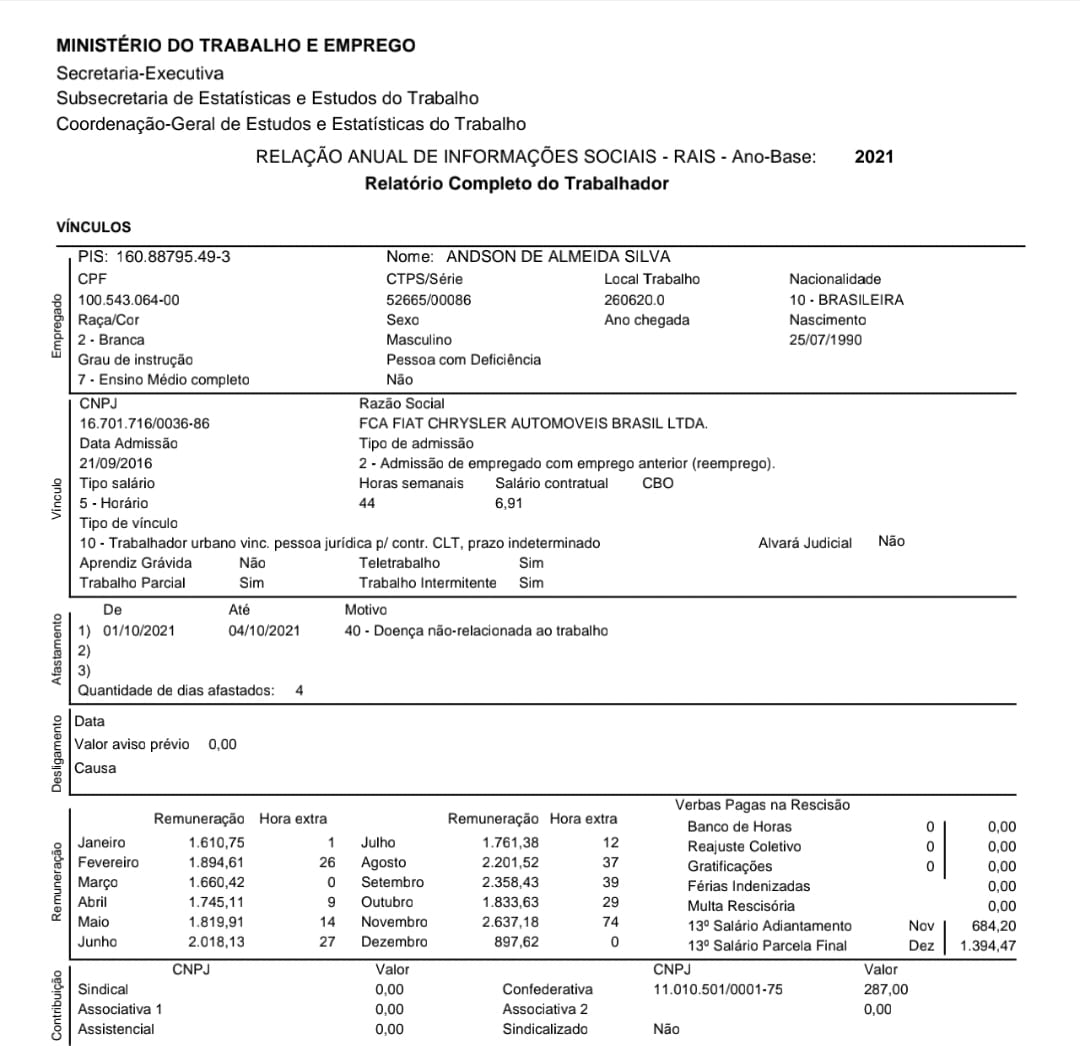 MINISTÉRIO DO TRABALHO E EMPREGO
Secretaria-Executiva
Subsecretaria de Estatísticas e Estudos do Trabalho
Coordenação-Geral de Estudos e Estatísticas do Trabalho
RELAÇÃO ANUAL DE INFORMAÇÕES SOCIAIS - RAIS - Ano-Base: 2021
Relatório Completo do Trabalhador
VÍNCULOS
Empregado
PIS: 160.88795.49-3 Nome: ANDSON DE ALMEIDA SILVA
CPF CTPS/Série Local Trabalho Nacionalidade
100.543.064-00 52665/00086 260620.0 10 - BRASILEIRA
Raça/Cor Sexo Ano chegada Nascimento
2 - Branca Masculino 25/07/1990
Grau de instrução Pessoa com Deficiência
7 - Ensino Médio completo Não
Vínculo
CNPJ Razão Social
16.701.716/0036-86 FCA FIAT CHRYSLER AUTOMOVEIS BRASIL LTDA.
Data Admissão Tipo de admissão
21/09/2016 2 - Admissão de empregado com emprego anterior (reemprego).
Tipo salário Horas semanais Salário contratual CBO
5 - Horário 44 6,91
Tipo de vínculo
10 - Trabalhador urbano vinc. pessoa jurídica p/ contr. CLT, prazo indeterminado Alvará Judicial Não
Aprendiz Grávida Não Teletrabalho Sim
Trabalho Parcial Sim Trabalho Intermitente Sim
Afastamento
De Até Motivo
1) 01/10/2021 04/10/2021 40 - Doença não-relacionada ao trabalho
2)
3)
Quantidade de dias afastados: 4
Desligamento
Data
Valor aviso prévio 0,00
Causa
Remuneração
Verbas Pagas na Rescisão
Remuneração Hora extra Remuneração Hora extra
Banco de Horas 0 0,00
Janeiro 1.610,75 1 Julho 1.761,38 12 Reajuste Coletivo 0 0,00
Fevereiro 1.894,61 26 Agosto 2.201,52 37 Gratificações 0 0,00
Março 1.660,42 0 Setembro 2.358,43 39 Férias Indenizadas 0,00
Abril 1.745,11 9 Outubro 1.833,63 29 Multa Rescisória 0,00
Maio 1.819,91 14 Novembro 2.637,18 74 13º Salário Adiantamento Nov 684,20
Junho 2.018,13 27 Dezembro 897,62 0 13º Salário Parcela Final Dez 1.394,47
Contribuição
CNPJ Valor CNPJ Valor
Sindical 0,00 Confederativa 11.010.501/0001-75 287,00
Associativa 1 0,00 Associativa 2 0,00
Assistencial 0,00 Sindicalizado Não